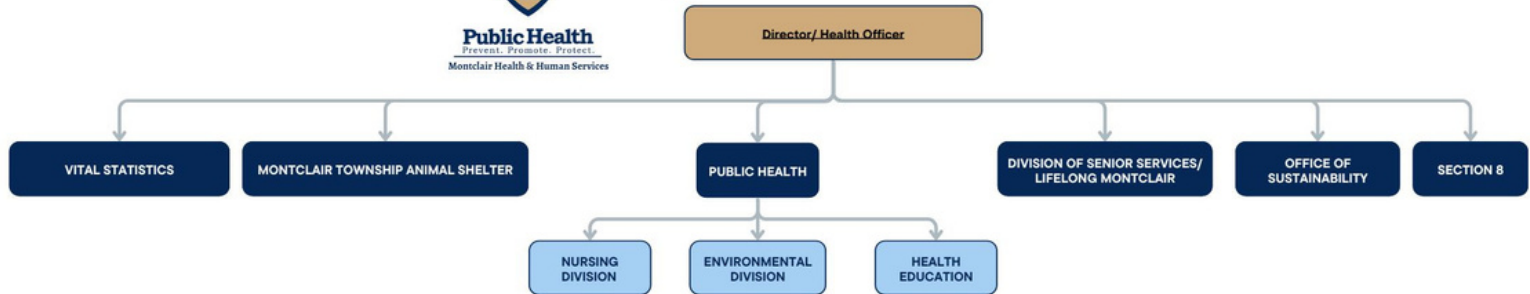 Public Health
Prevent. Promote. Protect.
Montclair Health & Human Services
Director/ Health Officer
VITAL STATISTICS
MONTCLAIR TOWNSHIP ANIMAL SHELTER
PUBLIC HEALTH
DIVISION OF SENIOR SERVICES/
LIFELONG MONTCLAIR
OFFICE OF
SUSTAINABILITY
SECTION 8
NURSING
DIVISION
ENVIRONMENTAL
DIVISION
HEALTH
EDUCATION